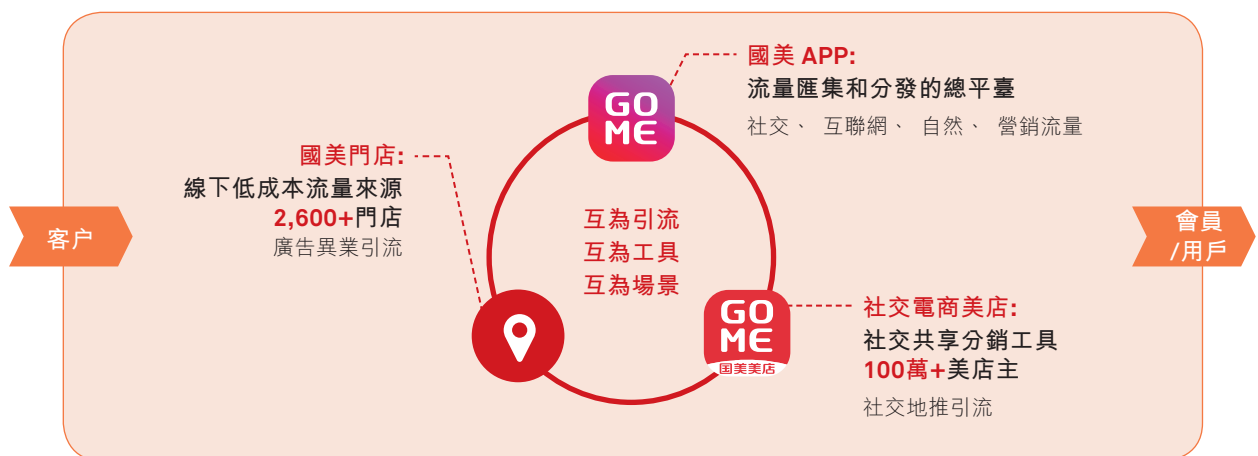 國美 APP:
流量匯集和分發的總平臺
社交、 互聯網、 自然、 營銷流量
GO
ME
國美門店:
線下低成本流量來源
2,600+門店
廣告異業引流
互為引流
互為工具
互為場景
客户
會員
/用戶
GO
ME
国美美店
社交電商美店:
社交共享分銷工具
100萬+美店主
社交地推引流